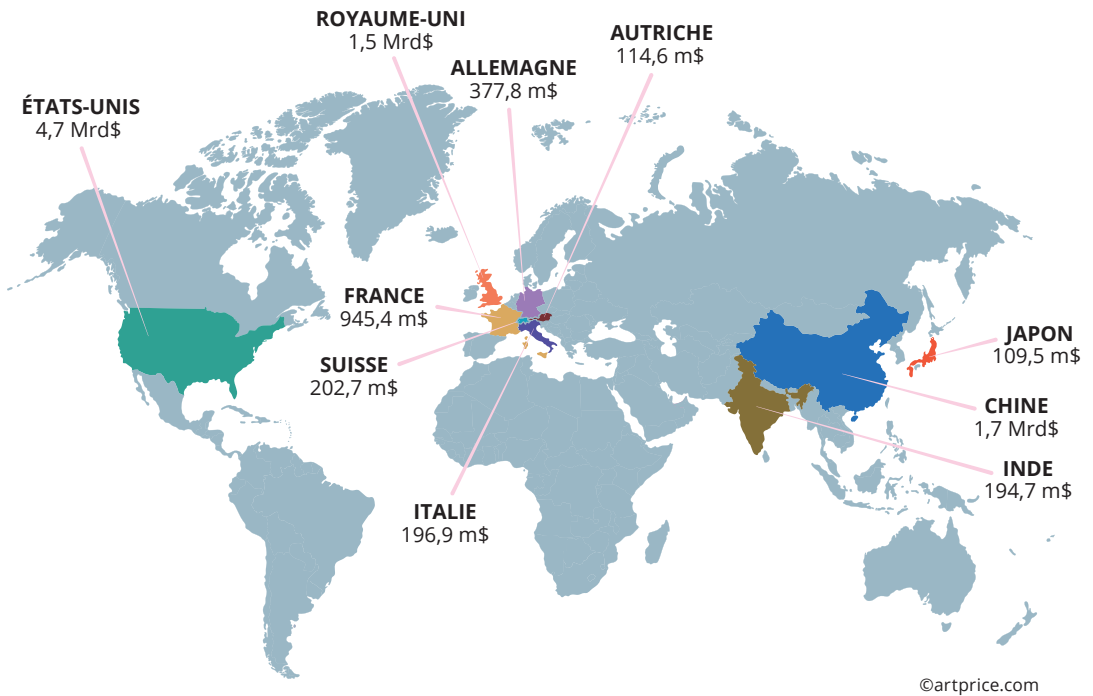 ROYAUME-UNI
1,5 Mrd$
AUTRICHE
114,6 m$
ALLEMAGNE
377,8 m$
ÉTATS-UNIS
4,7 Mrd$
FRANCE
945,4 m$
JAPON
109,5 m$
SUISSE
202,7 m$
CHINE
1,7 Mrd$
INDE
194,7 m$
ITALIE
196,9 m$
©artprice.com